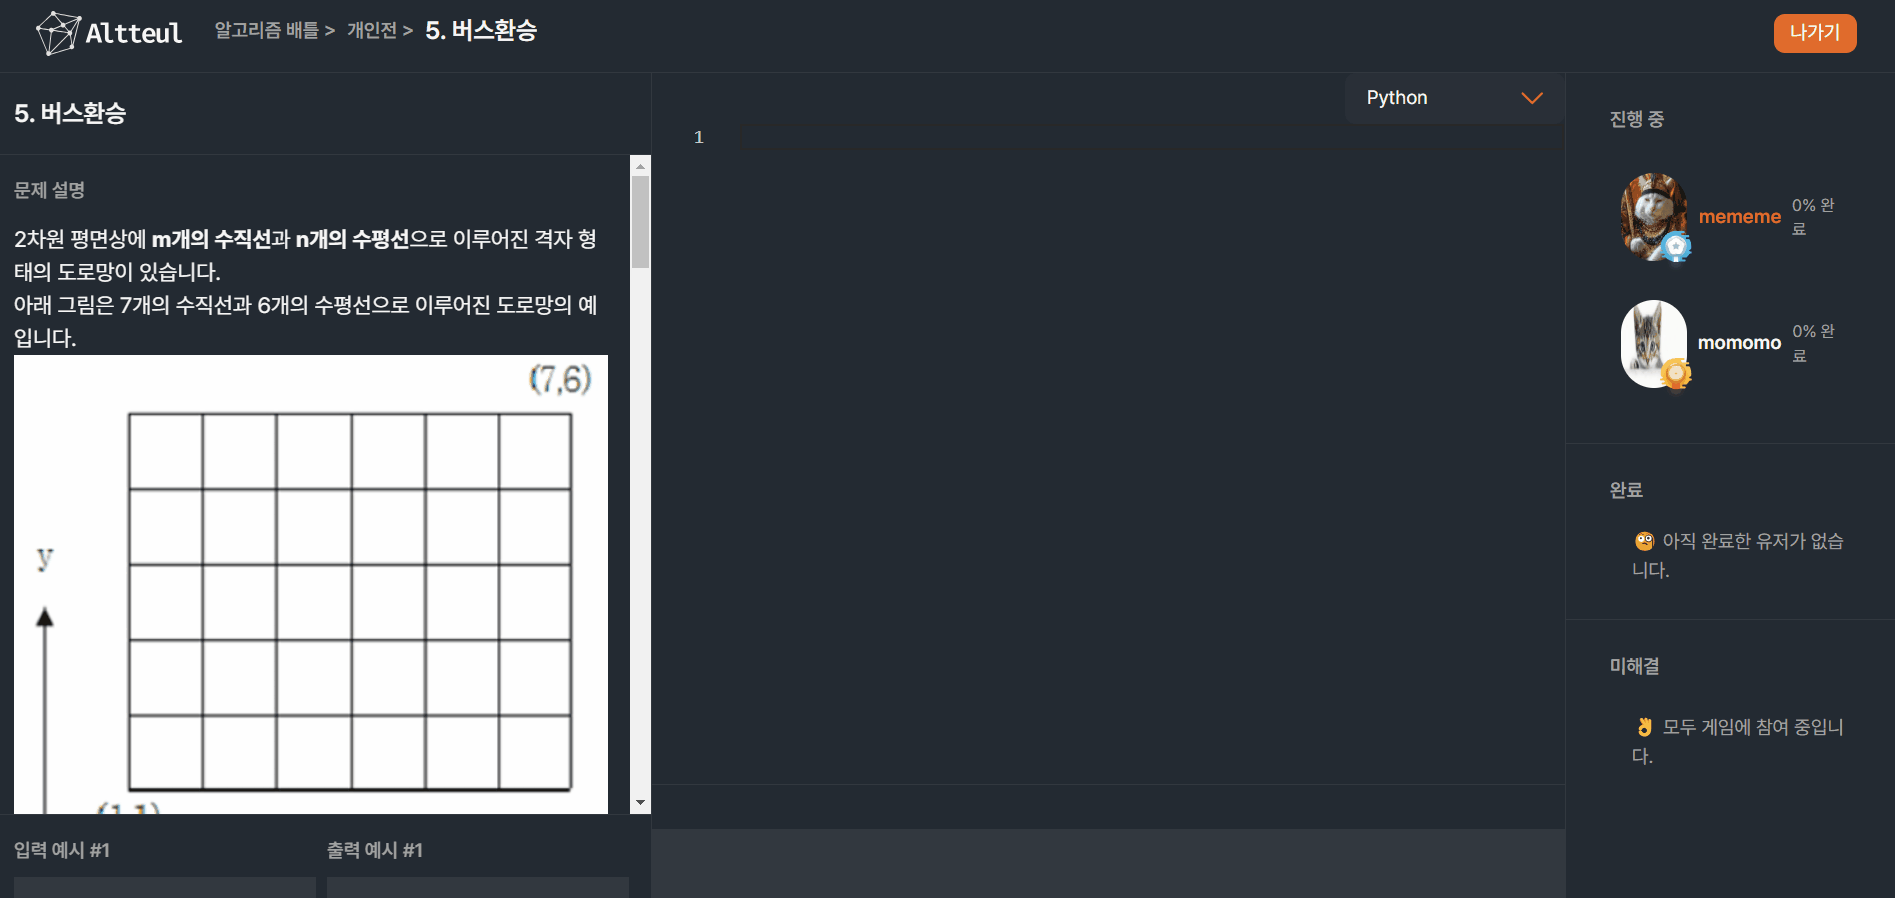 Altteul
알고리즘 배틀 > 개인전 > 5. 버스환승
나가기
5. 버스환승
문제 설명
2차원 평면상에 m개의 수직선과 n개의 수평선으로 이루어진 격자 형
태의 도로망이 있습니다.
아래 그림은 7개의 수직선과 6개의 수평선으로 이루어진 도로망의 예
입니다.
(7,6)
y
(1,1)
입력 예시 #1
출력 예시 #1
Python
1
진행 중
mememe
0% 완
료
momomo
0% 완
료
완료
🧐 아직 완료한 유저가 없습
니다.
미해결
👌 모두 게임에 참여 중입니
다.